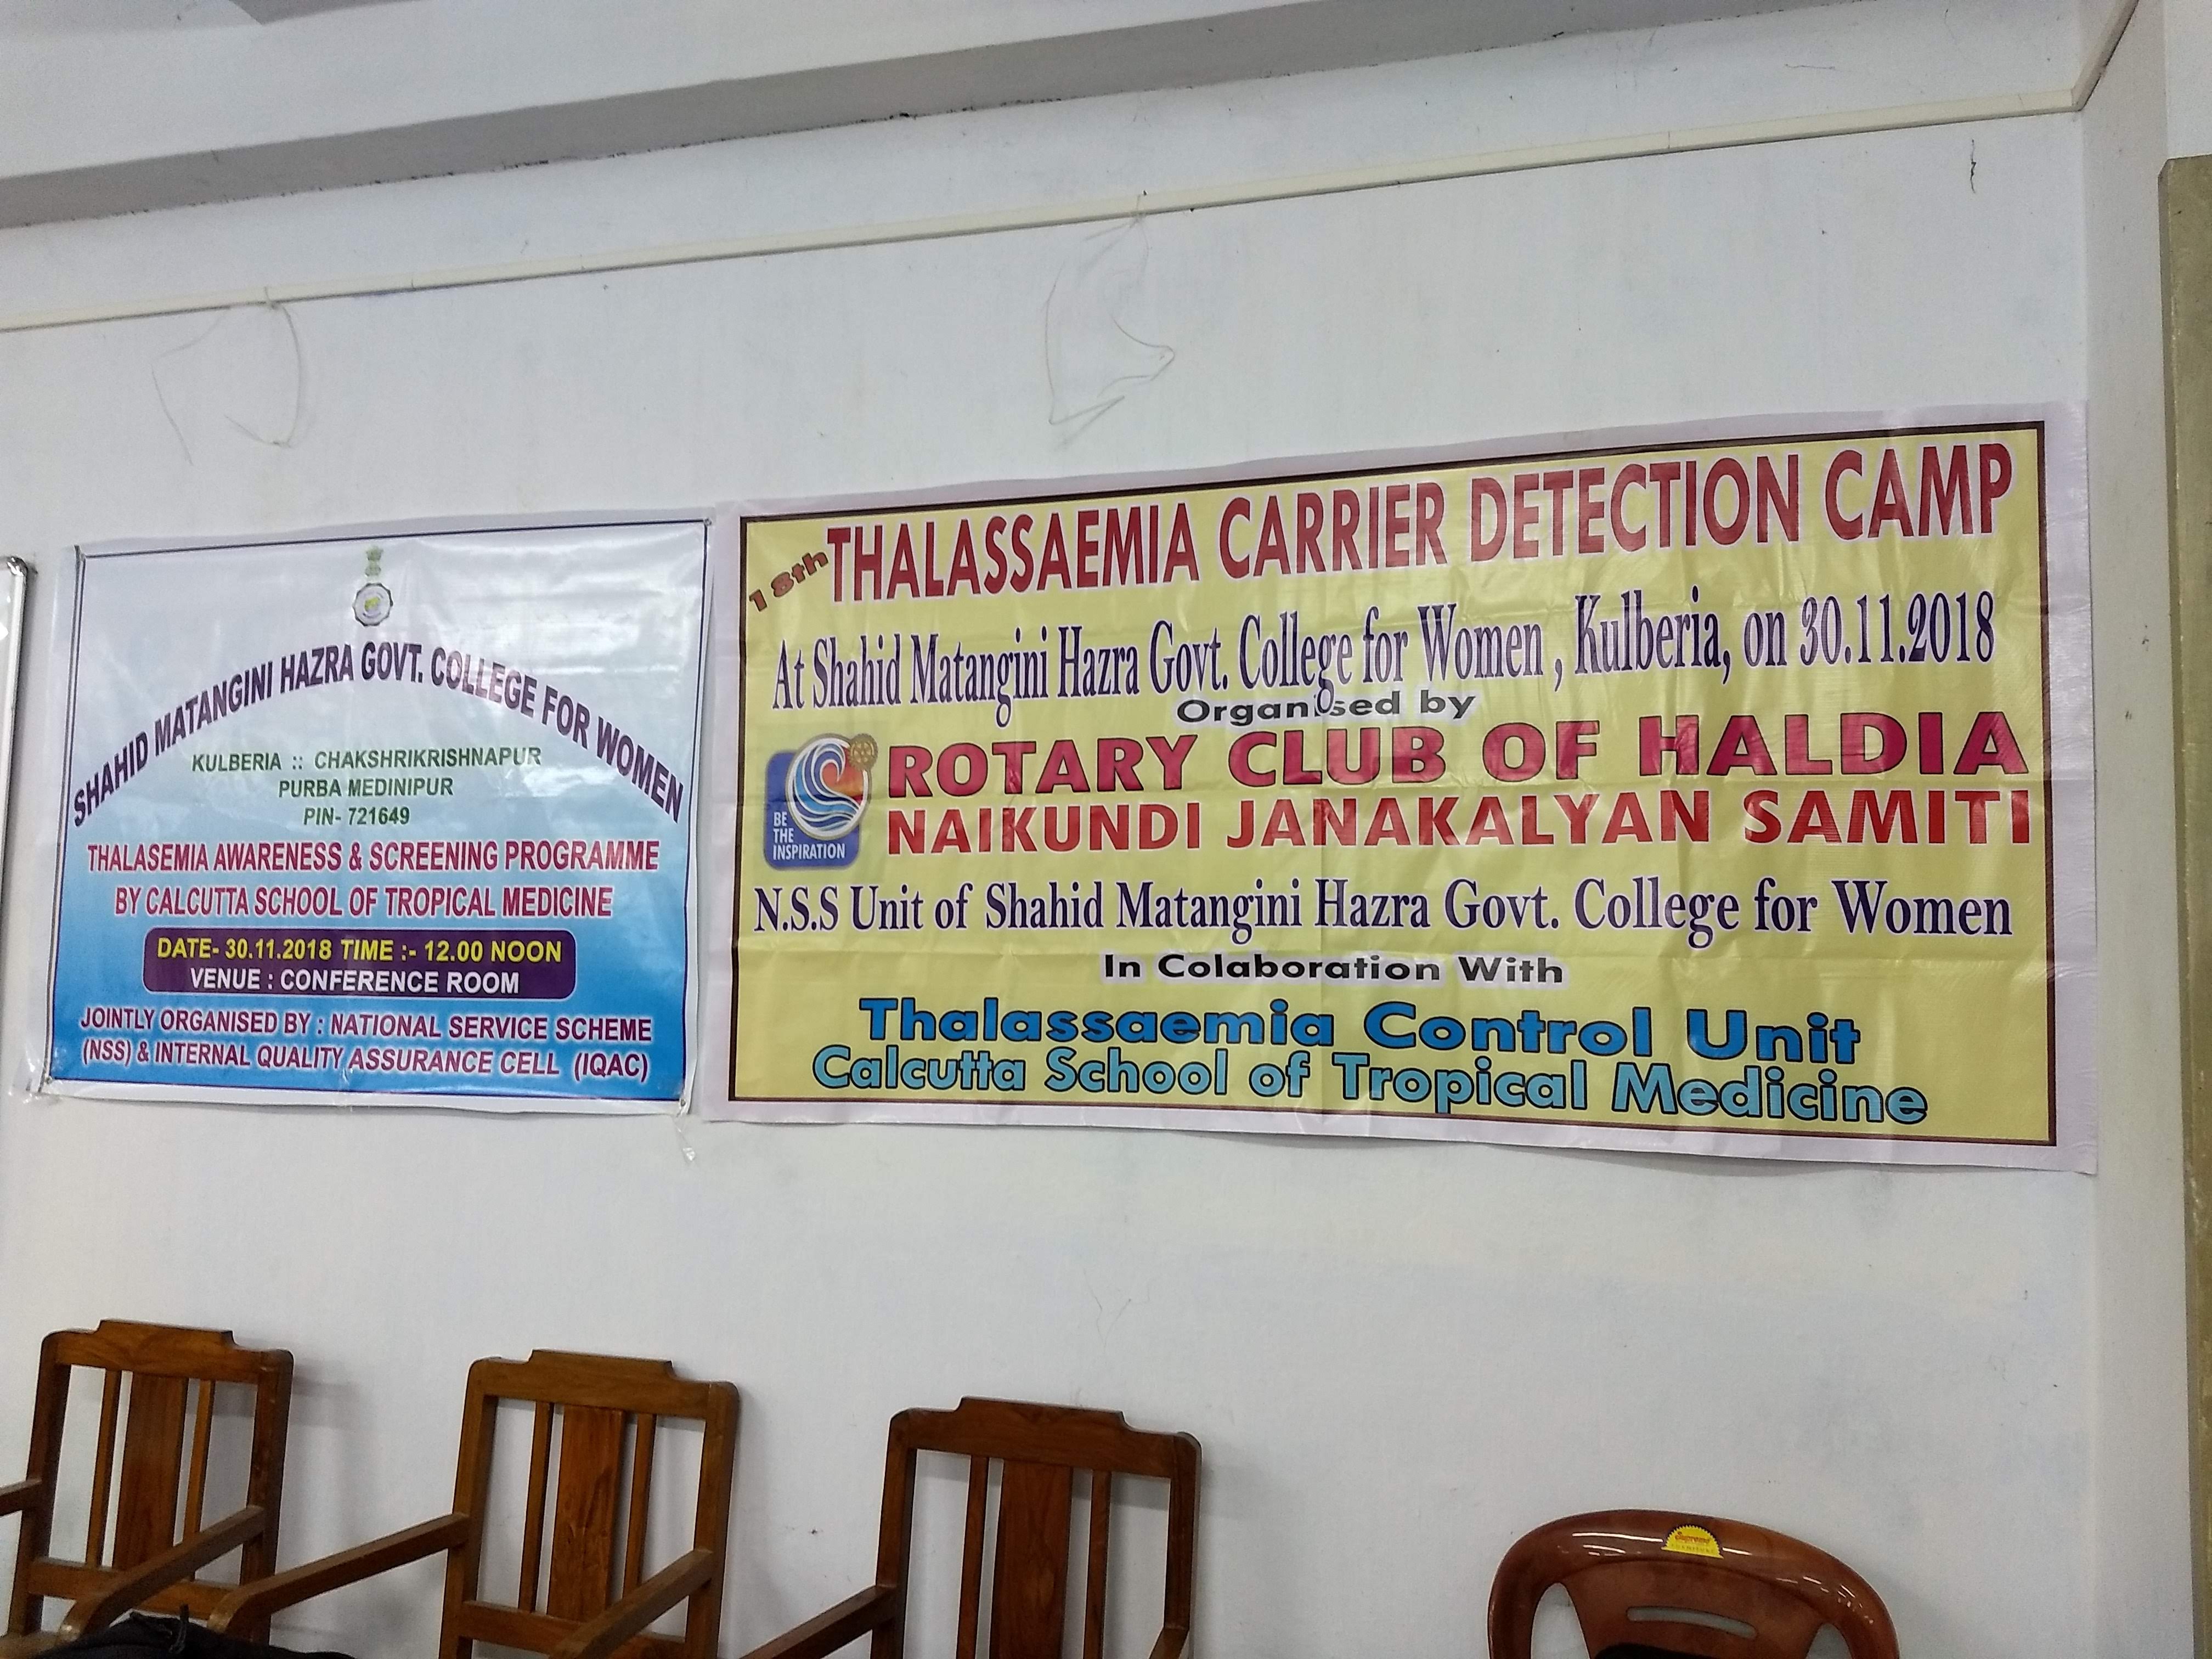 SHAHID MATANGINI HAZRA GOVT. COLLEGE FOR WOMEN
KULBERIA :: CHAKSHRIKRISHNAPUR
PURBA MEDINIPUR
PIN- 721649
THALASEMIA AWARENESS & SCREENING PROGRAMME
BY CALCUTTA SCHOOL OF TROPICAL MEDICINE
DATE- 30.11.2018 TIME :- 12.00 NOON
VENUE : CONFERENCE ROOM
JOINTLY ORGANISED BY : NATIONAL SERVICE SCHEME
(NSS) & INTERNAL QUALITY ASSURANCE CELL (IQAC)
18th THALASSAEMIA CARRIER DETECTION CAMP
At Shahid Matangini Hazra Govt. College for Women , Kulberia, on 30.11.2018
Organised by
ROTARY CLUB OF HALDIA
NAIKUNDI JANAKALYAN SAMITI
BE
THE
INSPIRATION
N.S.S Unit of Shahid Matangini Hazra Govt. College for Women
In Colaboration With
Thalassaemia Control Unit
Calcutta School of Tropical Medicine